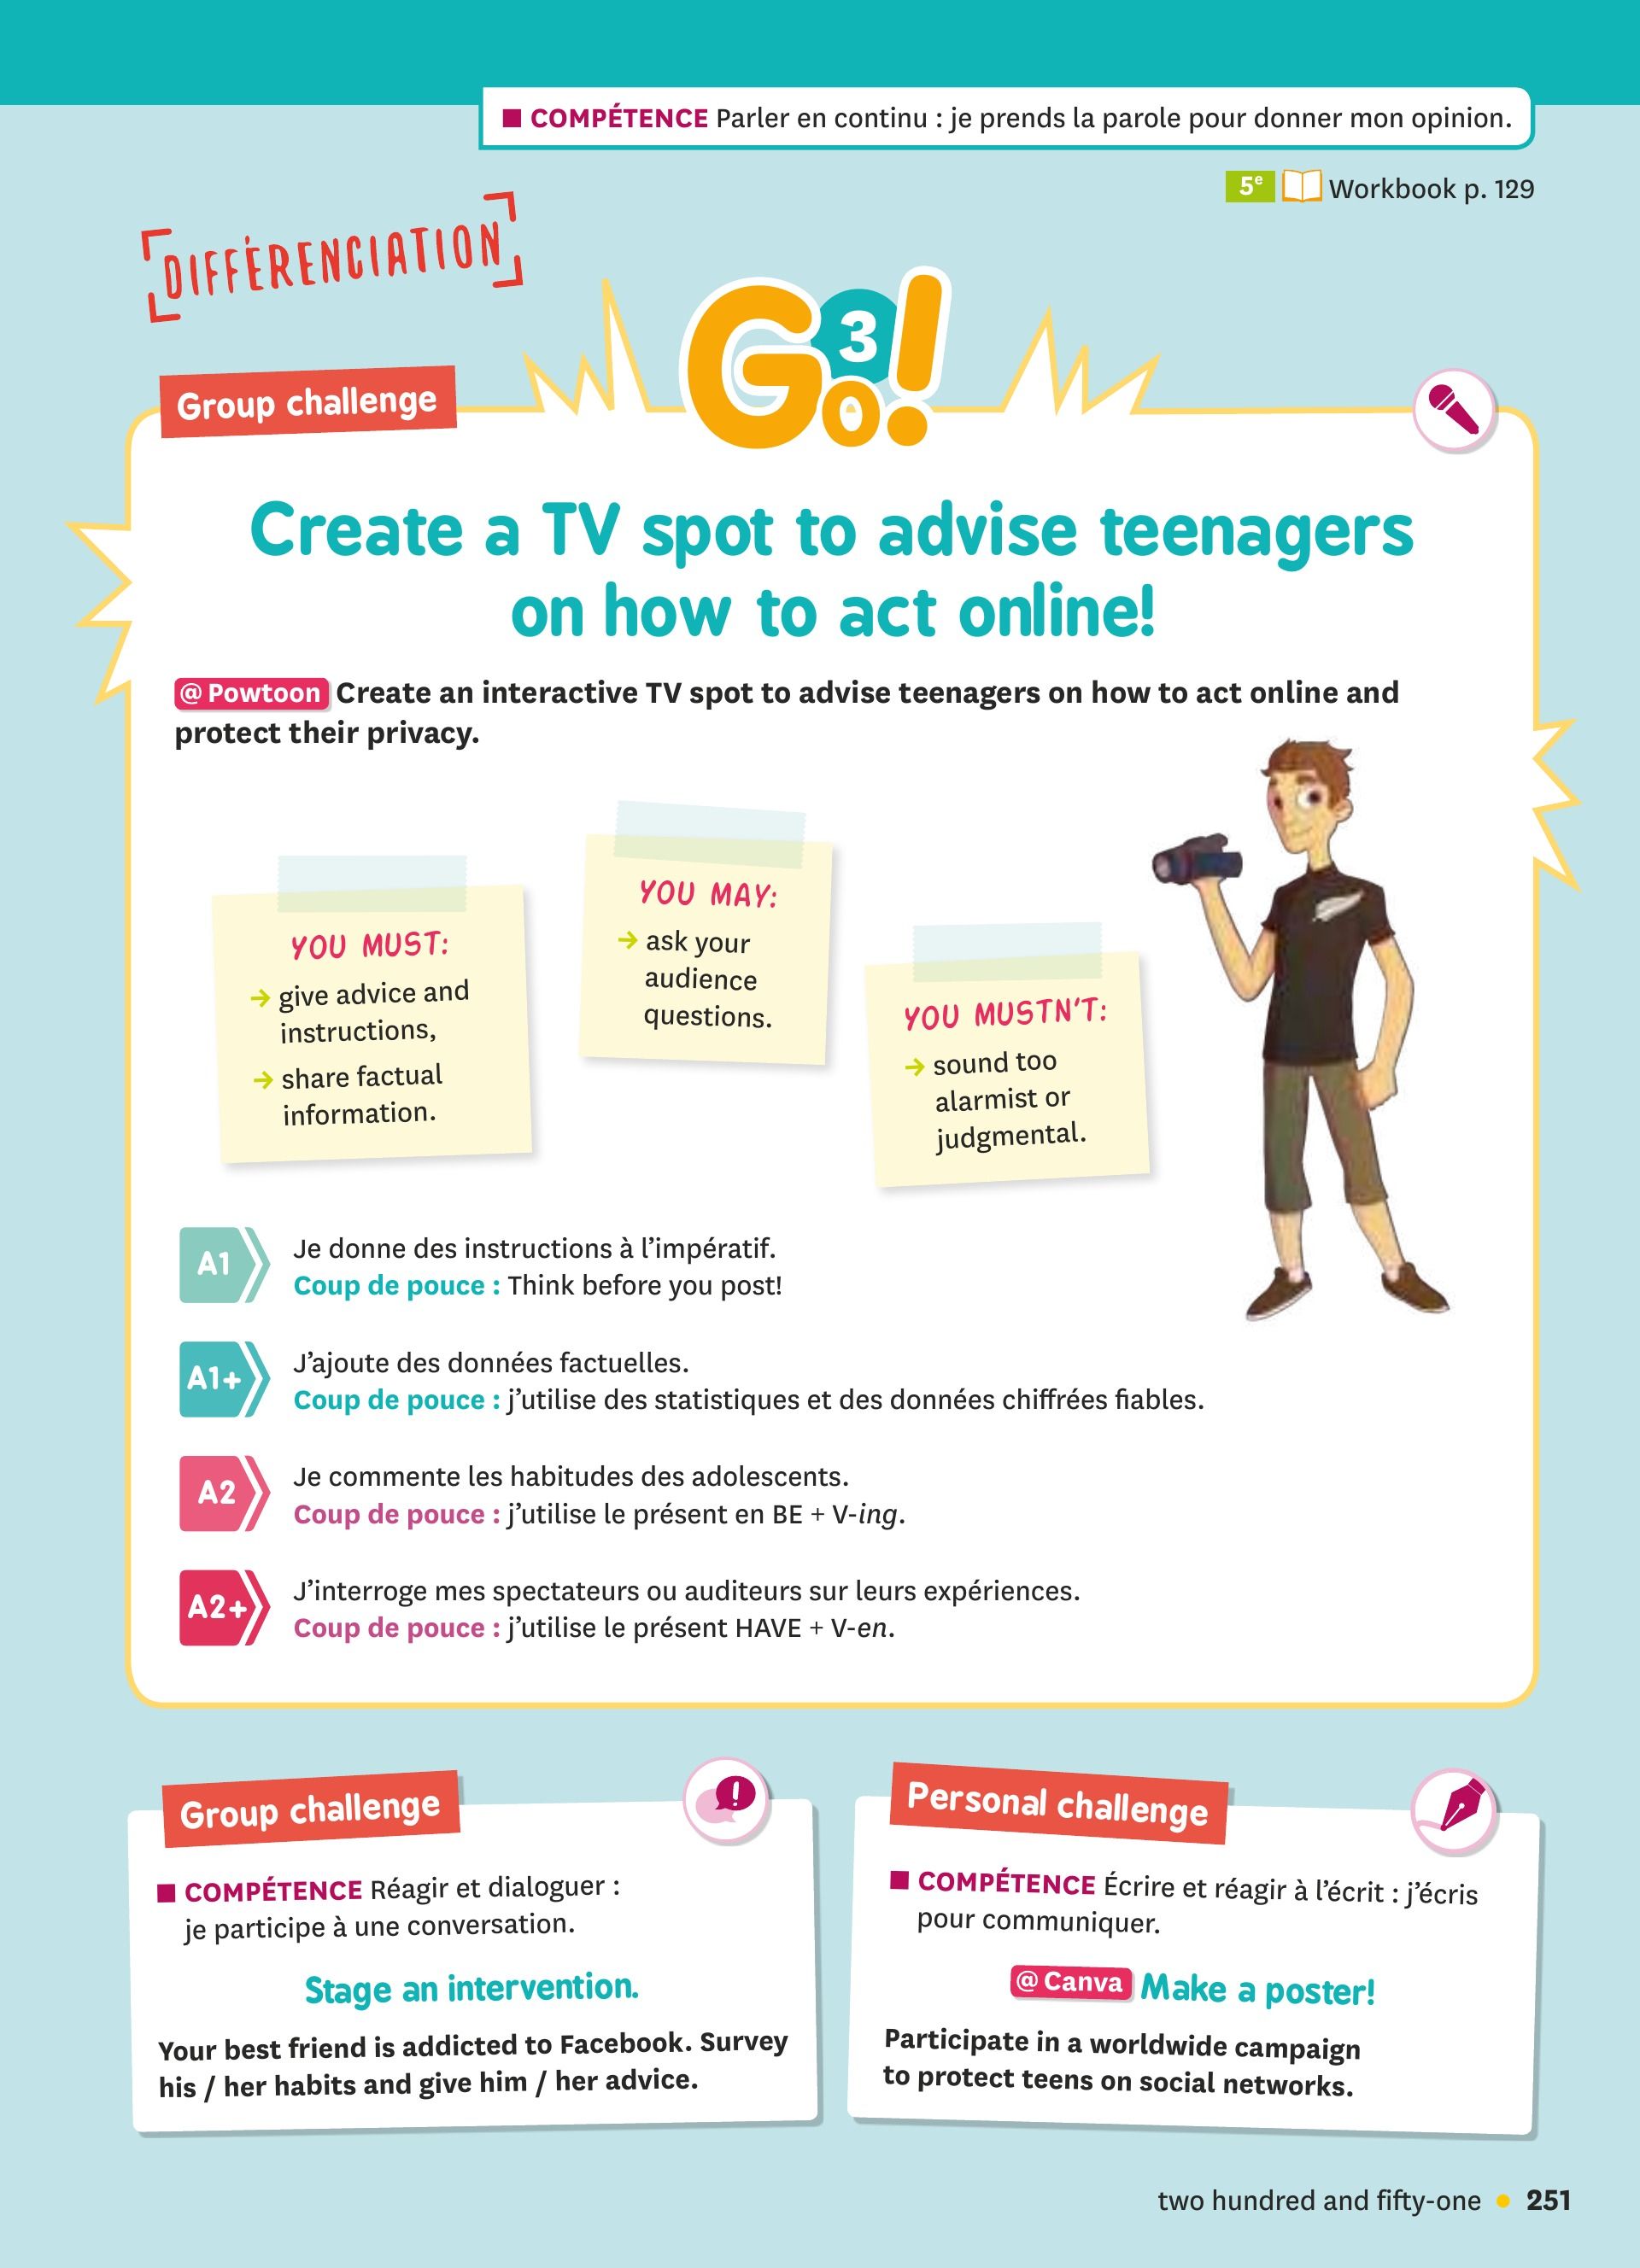 ■ COMPÉTENCE Parler en continu : je prends la parole pour donner mon opinion.
5e Workbook p. 129
DIFFÉRENCIATION
Go! 3
Group challenge
Create a TV spot to advise teenagers
on how to act online!
@ Powtoon Create an interactive TV spot to advise teenagers on how to act online and
protect their privacy.
YOU MUST:
→ give advice and
instructions,
→ share factual
information.
YOU MAY:
→ ask your
audience
questions.
YOU MUSTN'T:
→ sound too
alarmist or
judgmental.
A1
Je donne des instructions à l'impératif.
Coup de pouce : Think before you post!
A1+
J'ajoute des données factuelles.
Coup de pouce : j'utilise des statistiques et des données chiffrées fiables.
A2
Je commente les habitudes des adolescents.
Coup de pouce : j'utilise le présent en BE + V-ing.
A2+
J'interroge mes spectateurs ou auditeurs sur leurs expériences.
Coup de pouce : j'utilise le présent HAVE + V-en.
Group challenge
■ COMPÉTENCE Réagir et dialoguer :
je participe à une conversation.
Stage an intervention.
Your best friend is addicted to Facebook. Survey
his / her habits and give him / her advice.
Personal challenge
■ COMPÉTENCE Écrire et réagir à l'écrit : j'écris
pour communiquer.
@ Canva Make a poster!
Participate in a worldwide campaign
to protect teens on social networks.
two hundred and fifty-one • 251